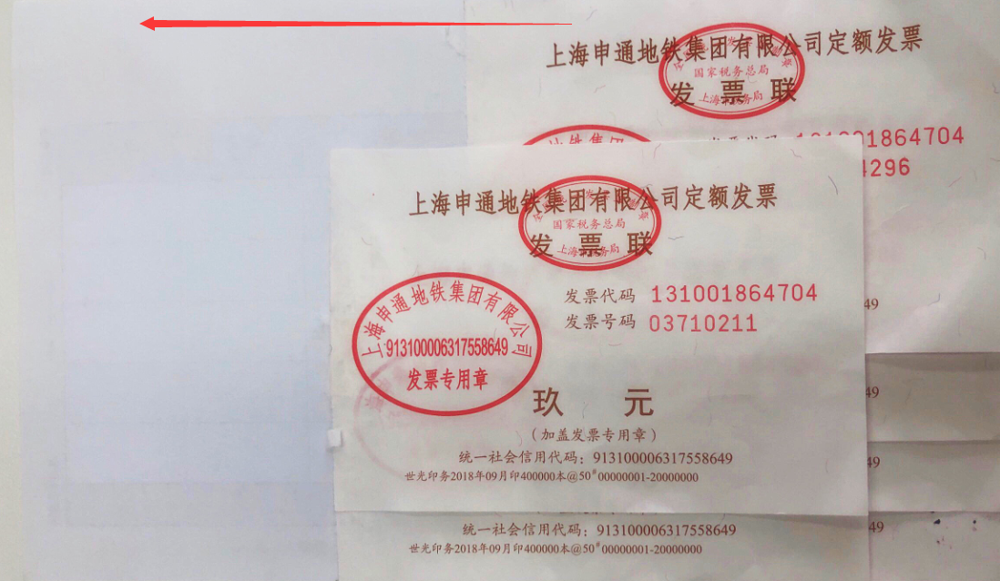 上海申通地铁集团有限公司定额发票
国家税务总局
发票联
上海市税务局
地铁集团
1864704
4296
上海申通地铁集团有限公司定额发票
国家税务总局
发票联
上海市税务局
上海申通地铁集团有限公司
913100006317558649
发票专用章
发票代码 131001864704
发票号码 03710211
玖 元
(加盖发票专用章)
统一社会信用代码:913100006317558649
世光印务2018年09月印400000本@50#00000001-20000000
49
49
49
统一社会信用代码:913100006317558649
49
世光印务2018年09月印400000本@50#00000001-20000000